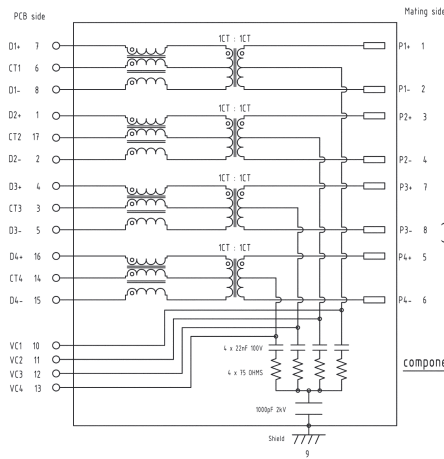 PCB side
Mating side
D1+ 7
1CT : 1CT
P1+ 1
CT1 6
D1- 8
P1- 2
D2+ 1
1CT : 1CT
P2+ 3
CT2 17
D2- 2
P2- 4
D3+ 4
1CT : 1CT
P3+ 7
CT3 3
D3- 5
P3- 8
D4+ 16
1CT : 1CT
P4+ 5
CT4 14
D4- 15
P4- 6
VC1 10
VC2 11
VC3 12
VC4 13
4 x 22nF 100V
4 x 75 OHMS
compone
1000pF 2kV
Shield
9